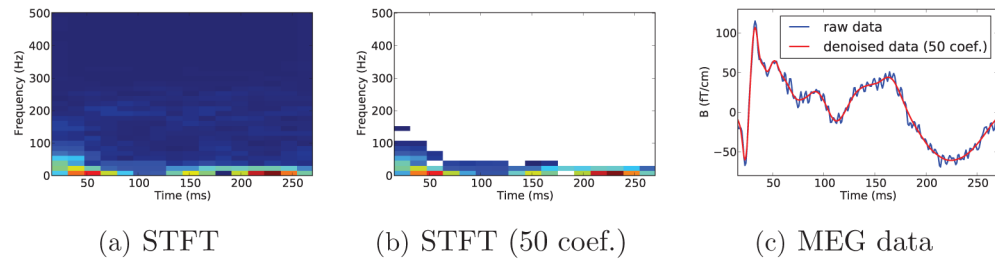 500
400
300
200
100
0
Frequency (Hz)
50 100 150 200 250
Time (ms)
(a) STFT
500
400
300
200
100
0
Frequency (Hz)
50 100 150 200 250
Time (ms)
(b) STFT (50 coef.)
raw data
denoised data (50 coef.)
100
50
0
−50
B (fT/cm)
50 100 150 200 250
Time (ms)
(c) MEG data